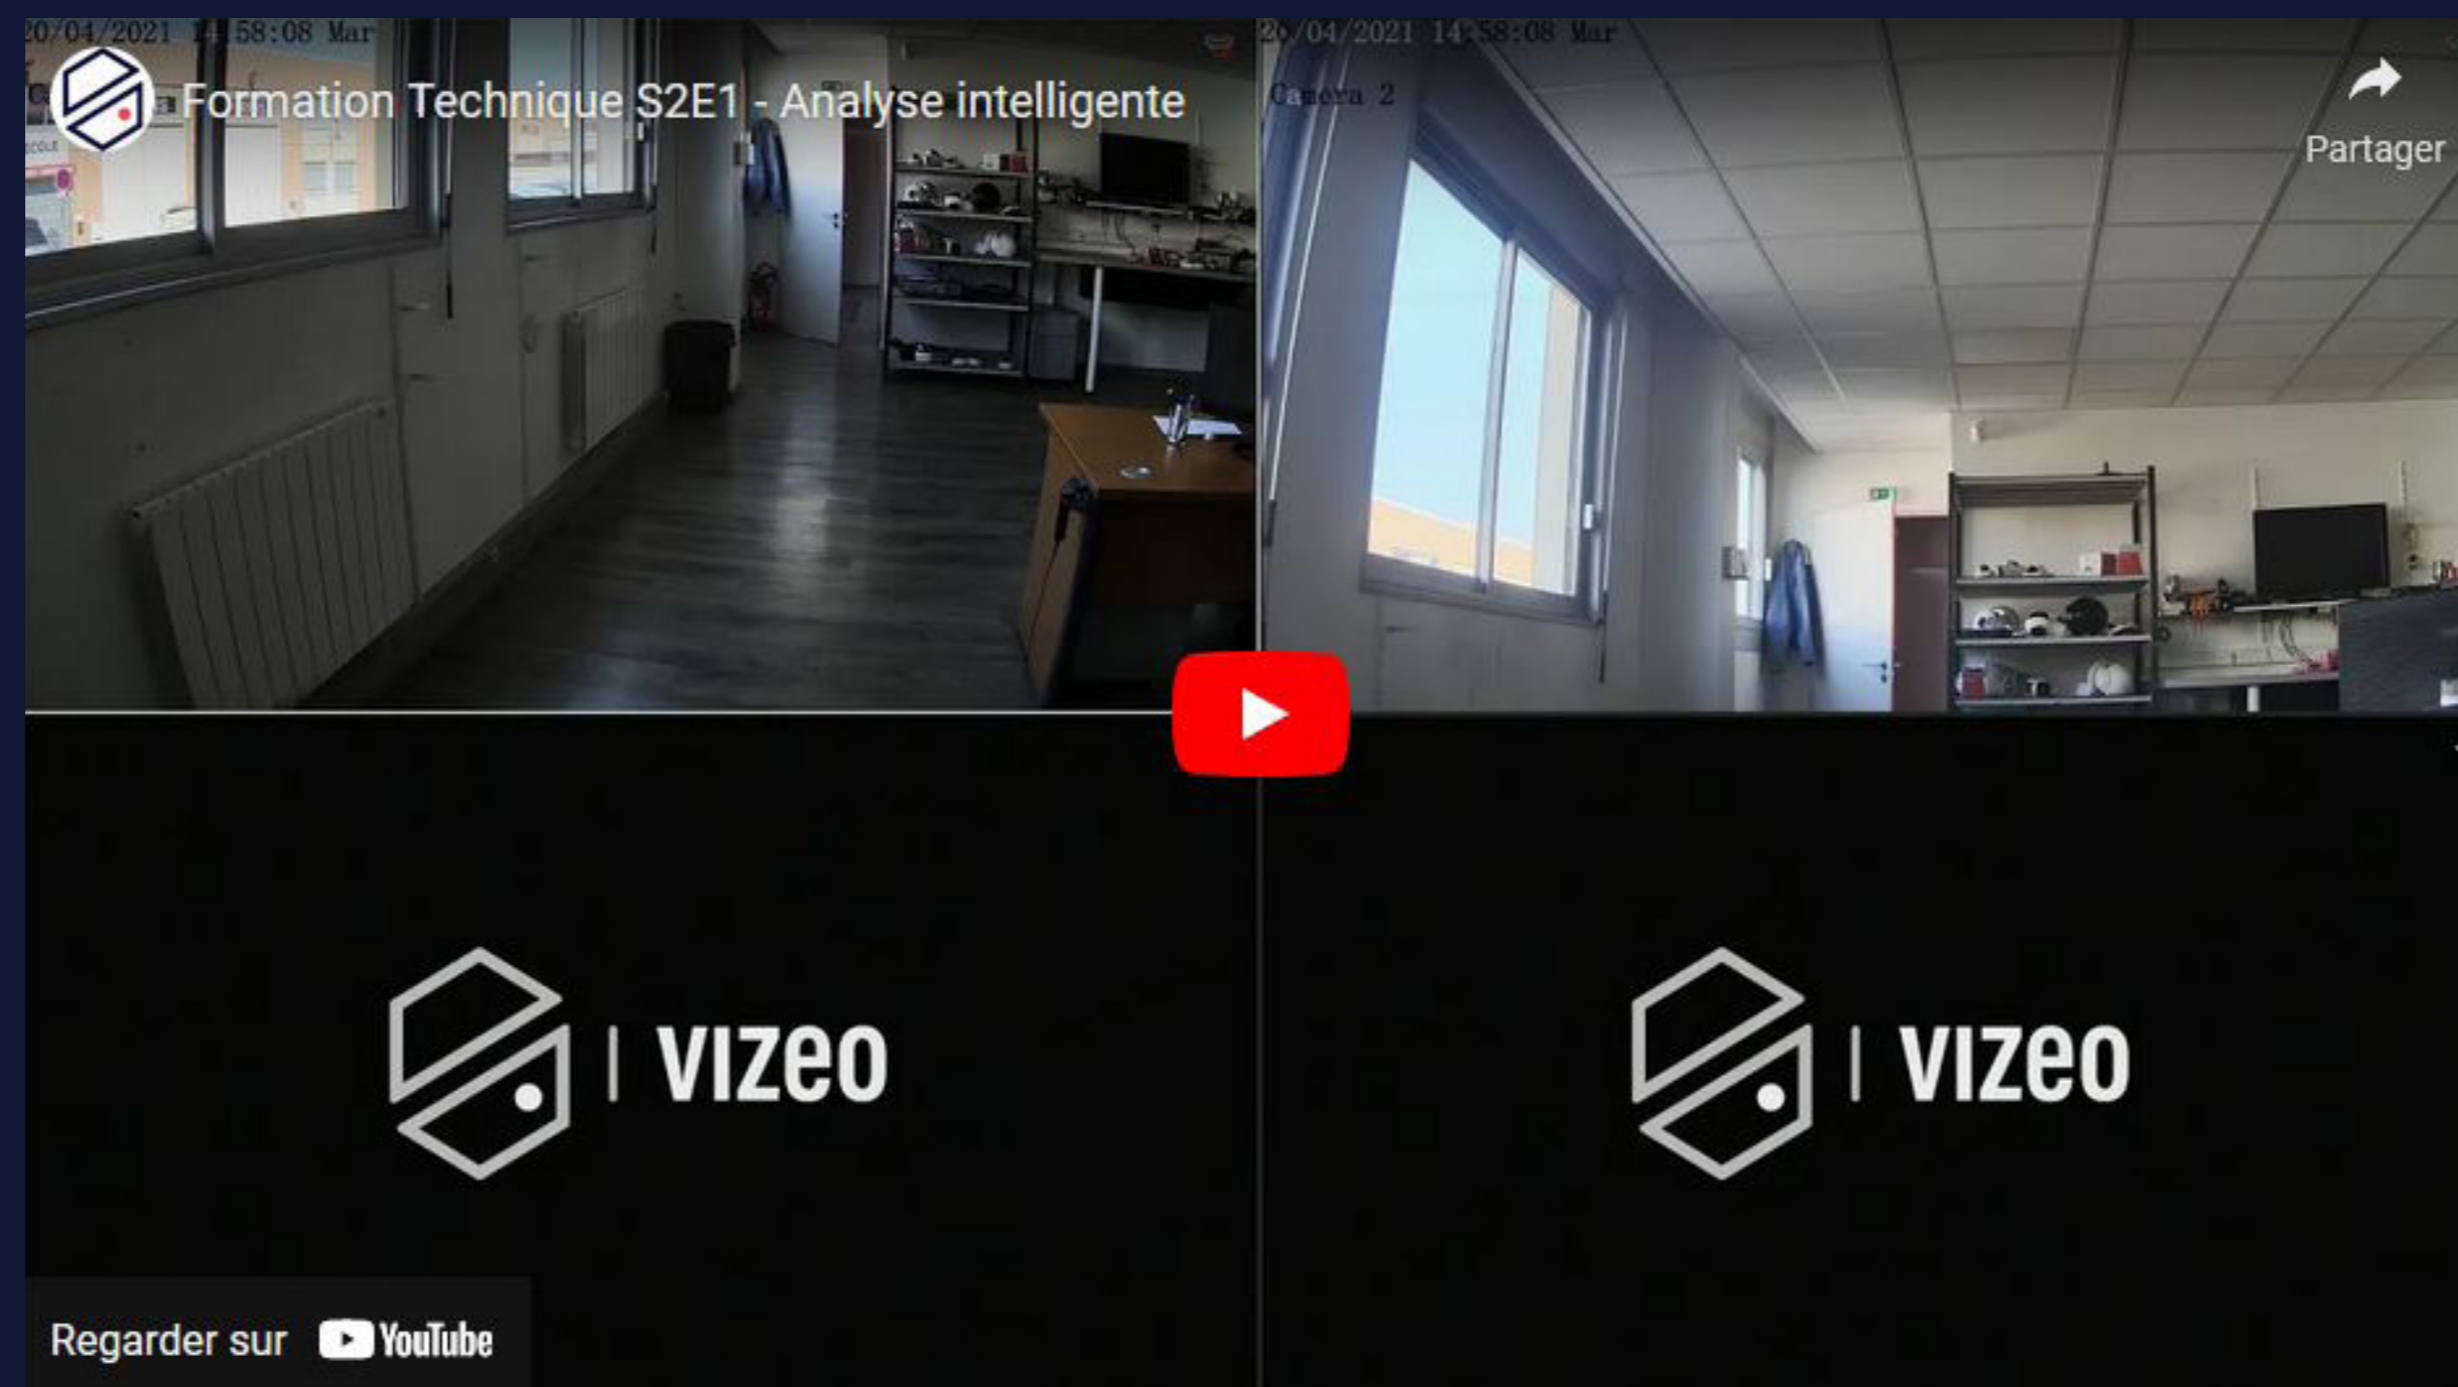 20/04/2021 14:58:08 Mar
20/04/2021 14:58:08 Mar
Formation Technique S2E1 - Analyse intelligente
Camera 2
Partager
VIZEO
VIZEO
Regarder sur YouTube